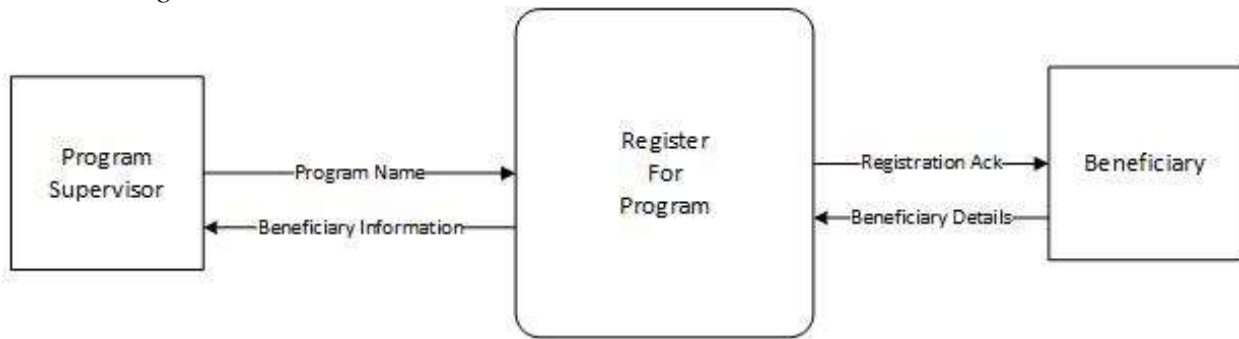 Program
Supervisor
Program Name
Beneficiary Information
Register
For
Program
Registration Ack
Beneficiary Details
Beneficiary